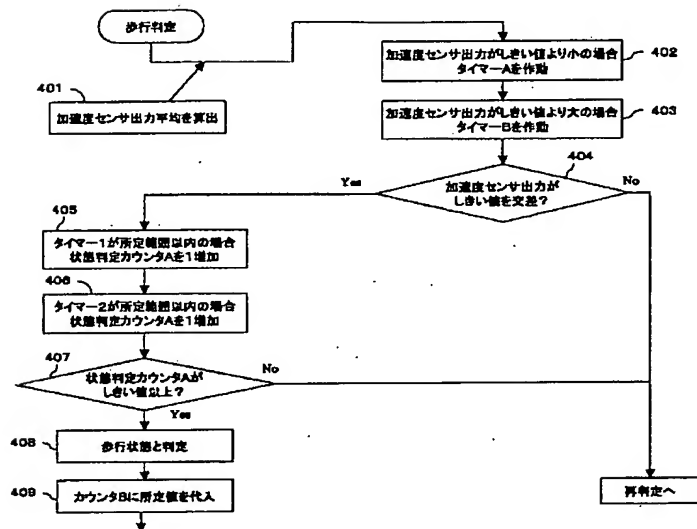 歩行判定
401
加速度センサ出力平均を算出
加速度センサ出力がしきい値より小の場合
タイマーAを作動
402
加速度センサ出力がしきい値より大の場合
タイマーBを作動
403
404
加速度センサ出力が
しきい値を交差?
Yes
No
405
タイマー1が所定範囲以内の場合
状態判定カウンタAを1増加
406
タイマー2が所定範囲以内の場合
状態判定カウンタAを1増加
407
状態判定カウンタAが
しきい値以上?
No
Yes
408
歩行状態と判定
409
カウンタBに所定値を代入
再判定へ